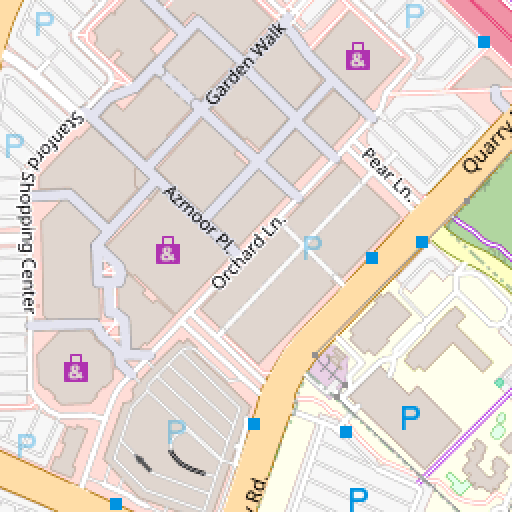 P
P
Garden Walk
&
P
Stanford Shopping Center
Pear Ln.
Quarry
Azmoor Pl.
Orchard Ln.
&
P
&
P
P
P
P
Rd.